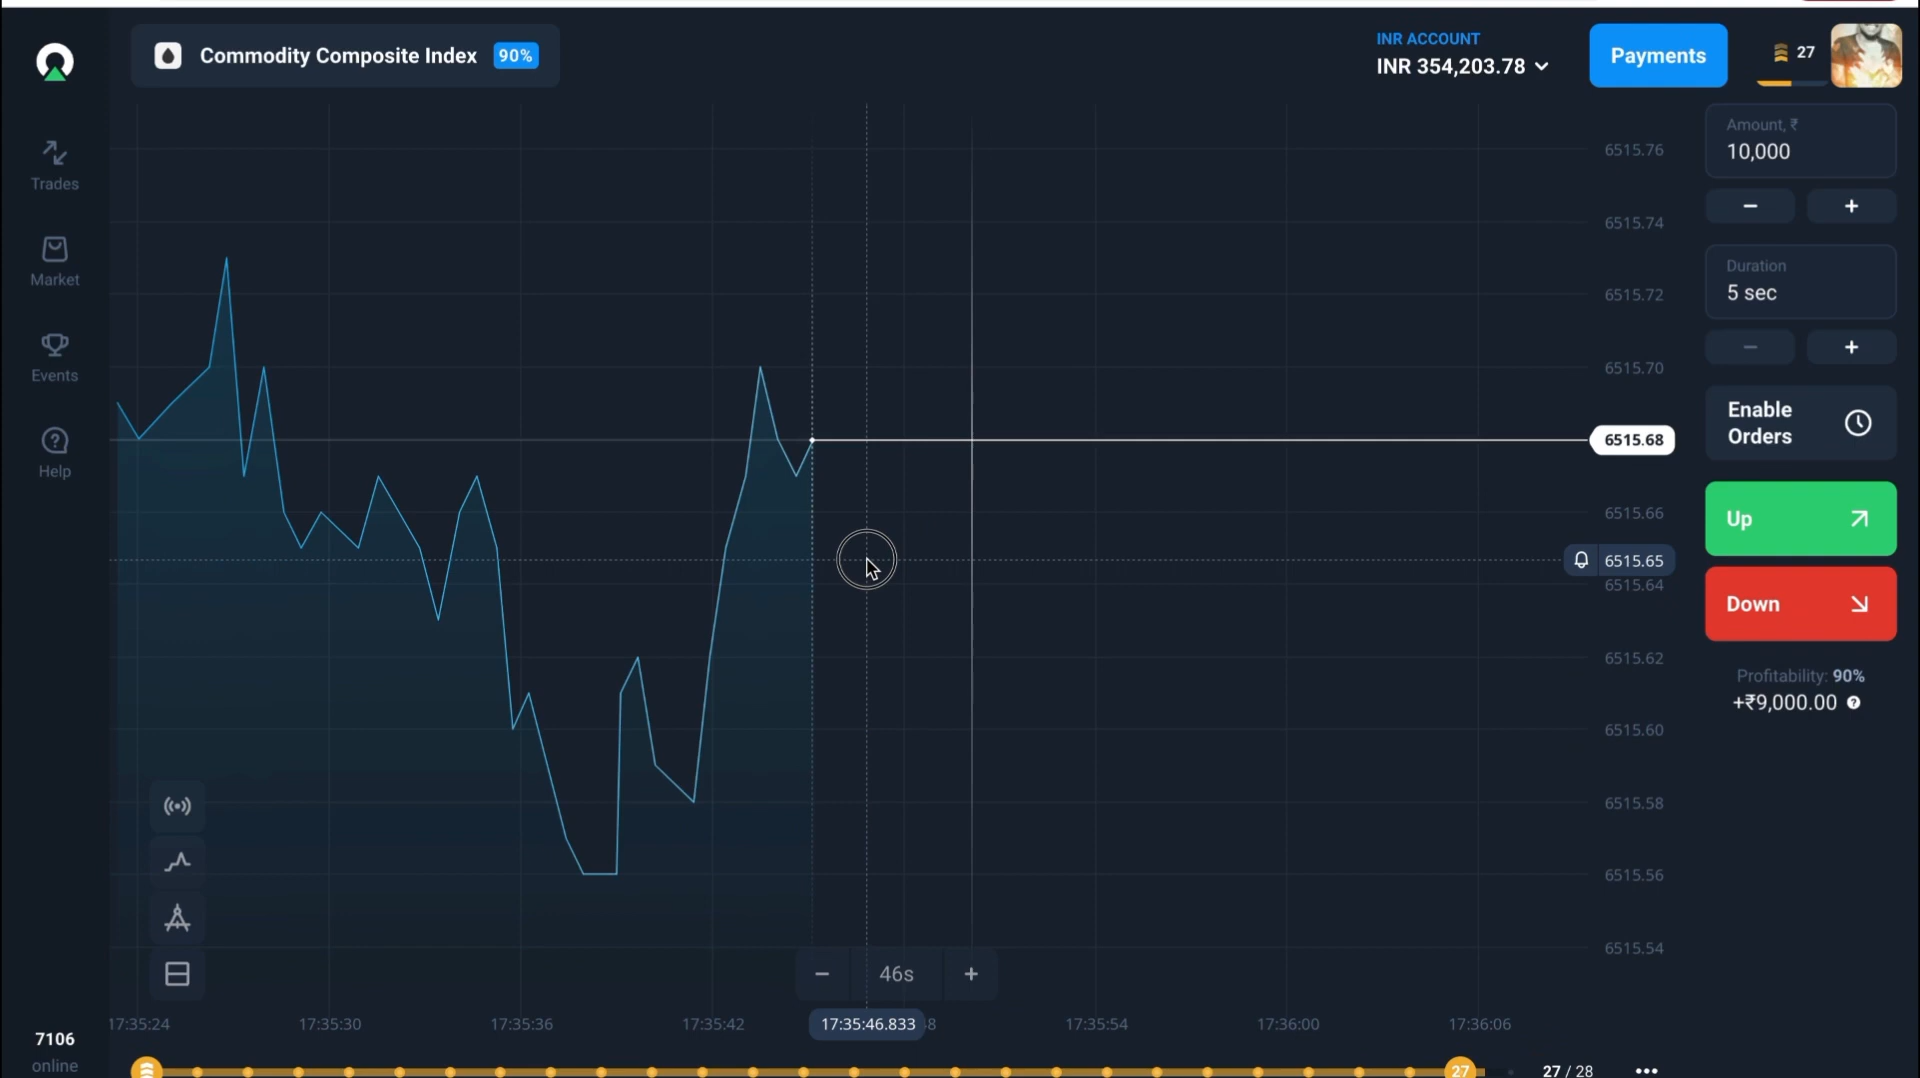 Commodity Composite Index 90%
INR ACCOUNT
INR 354,203.78
Payments
27
Trades
Market
Events
Help
6515.76
6515.74
6515.72
6515.70
6515.68
6515.66
6515.65
6515.64
6515.62
6515.60
6515.58
6515.56
6515.54
Amount, ₹
10,000
− +
Duration
5 sec
− +
Enable
Orders
Up
Down
Profitability: 90%
+₹9,000.00 ?
− 46s +
17:35:24 17:35:30 17:35:36 17:35:42 17:35:46.833 8 17:35:54 17:36:00 17:36:06
7106
online
27
27 / 28